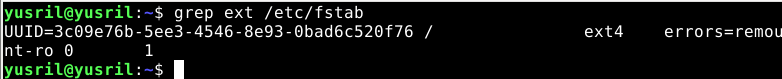 yusril@yusril:~$ grep ext /etc/fstab
UUID=3c09e76b-5ee3-4546-8e93-0bad6c520f76 /               ext4    errors=remou
nt-ro 0       1
yusril@yusril:~$